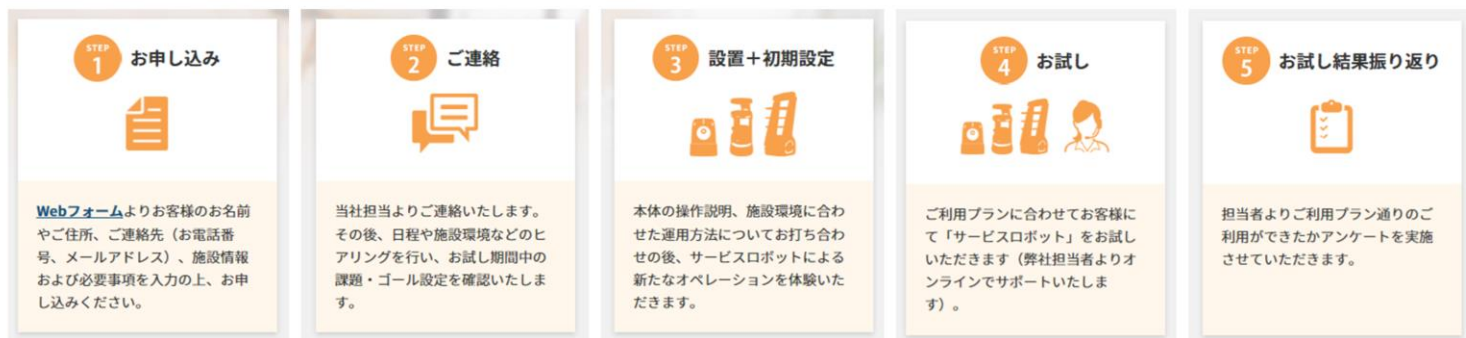 STEP
1
お申し込み
Webフォームよりお客様のお名前
やご住所、ご連絡先（お電話番
号、メールアドレス）、施設情報
および必要事項を入力の上、お申
し込みください。
STEP
2
ご連絡
当社担当よりご連絡いたします。
その後、日程や施設環境などのヒ
アリングを行い、お試し期間中の
課題・ゴール設定を確認いたしま
す。
STEP
3
設置＋初期設定
本体の操作説明、施設環境に合わ
せた運用方法についてお打ち合わ
せの後、サービスロボットによる
新たなオペレーションを体験いた
だきます。
STEP
4
お試し
ご利用プランに合わせてお客様に
て「サービスロボット」をお試し
いただきます（弊社担当者よりオ
ンラインでサポートいたしま
す）。
STEP
5
お試し結果振り返り
担当者よりご利用プラン通りのご
利用ができたかアンケートを実施
させていただきます。